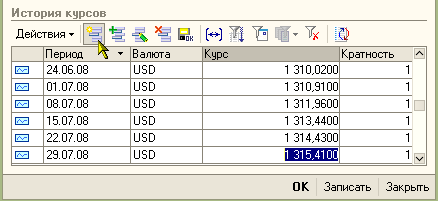 История курсов
Действия
Период Валюта Курс Кратность
24.06.08 USD 1 310,0200 1
01.07.08 USD 1 310,9100 1
08.07.08 USD 1 311,9600 1
15.07.08 USD 1 313,4400 1
22.07.08 USD 1 314,4300 1
29.07.08 USD 1 315,4100 1
OK Записать Закрыть